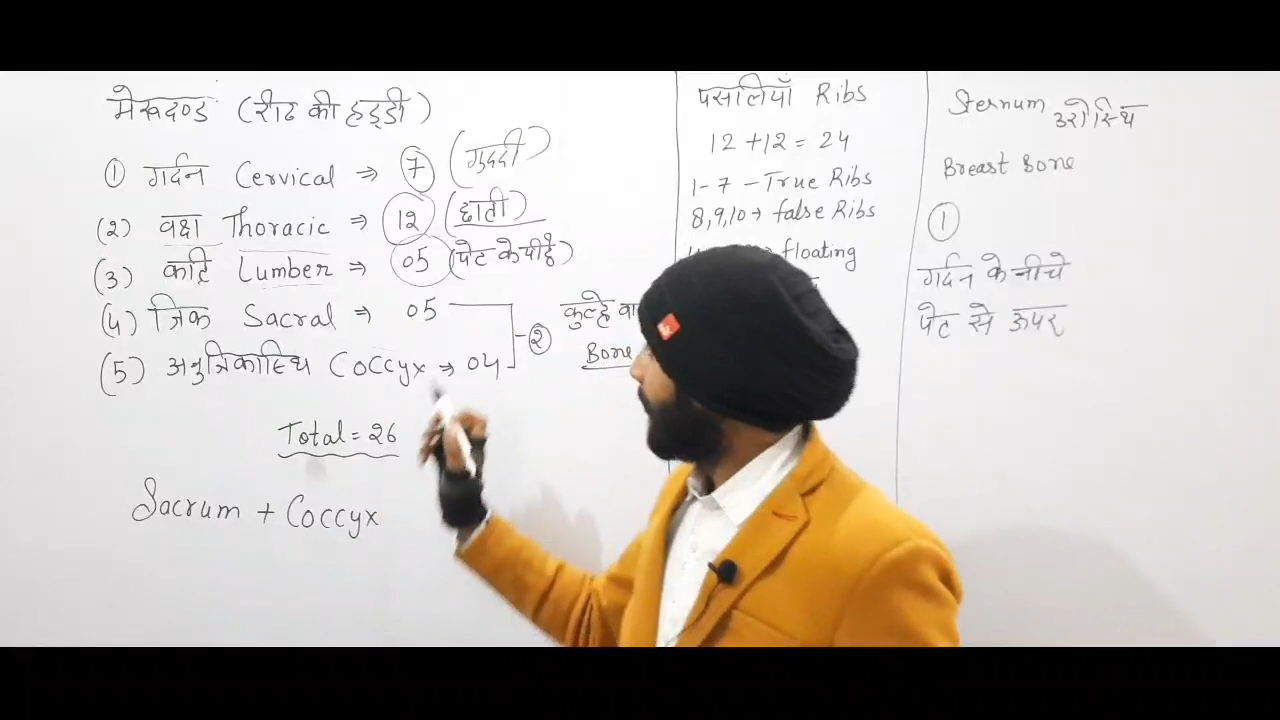 मेरूदण्ड (रीढ की हड्डी)
① गर्दन Cervical ⇒ 7 (गुददी)
(2) वक्ष Thoracic ⇒ 12 (छाती)
(3) कटि Lumber ⇒ 05 (पेट के पीछे)
(4) त्रिक Sacral ⇒ 05
(5) अनुत्रिकास्थि Coccyx ⇒ 04
② कुल्हे
Bone
Total = 26
Sacrum + Coccyx
पसलियाँ Ribs
12 + 12 = 24
1-7 - True Ribs
8,9,10 → false Ribs
floating
Sternum उरोस्थि
Breast Bone
①
गर्दन के नीचे
पेट से ऊपर